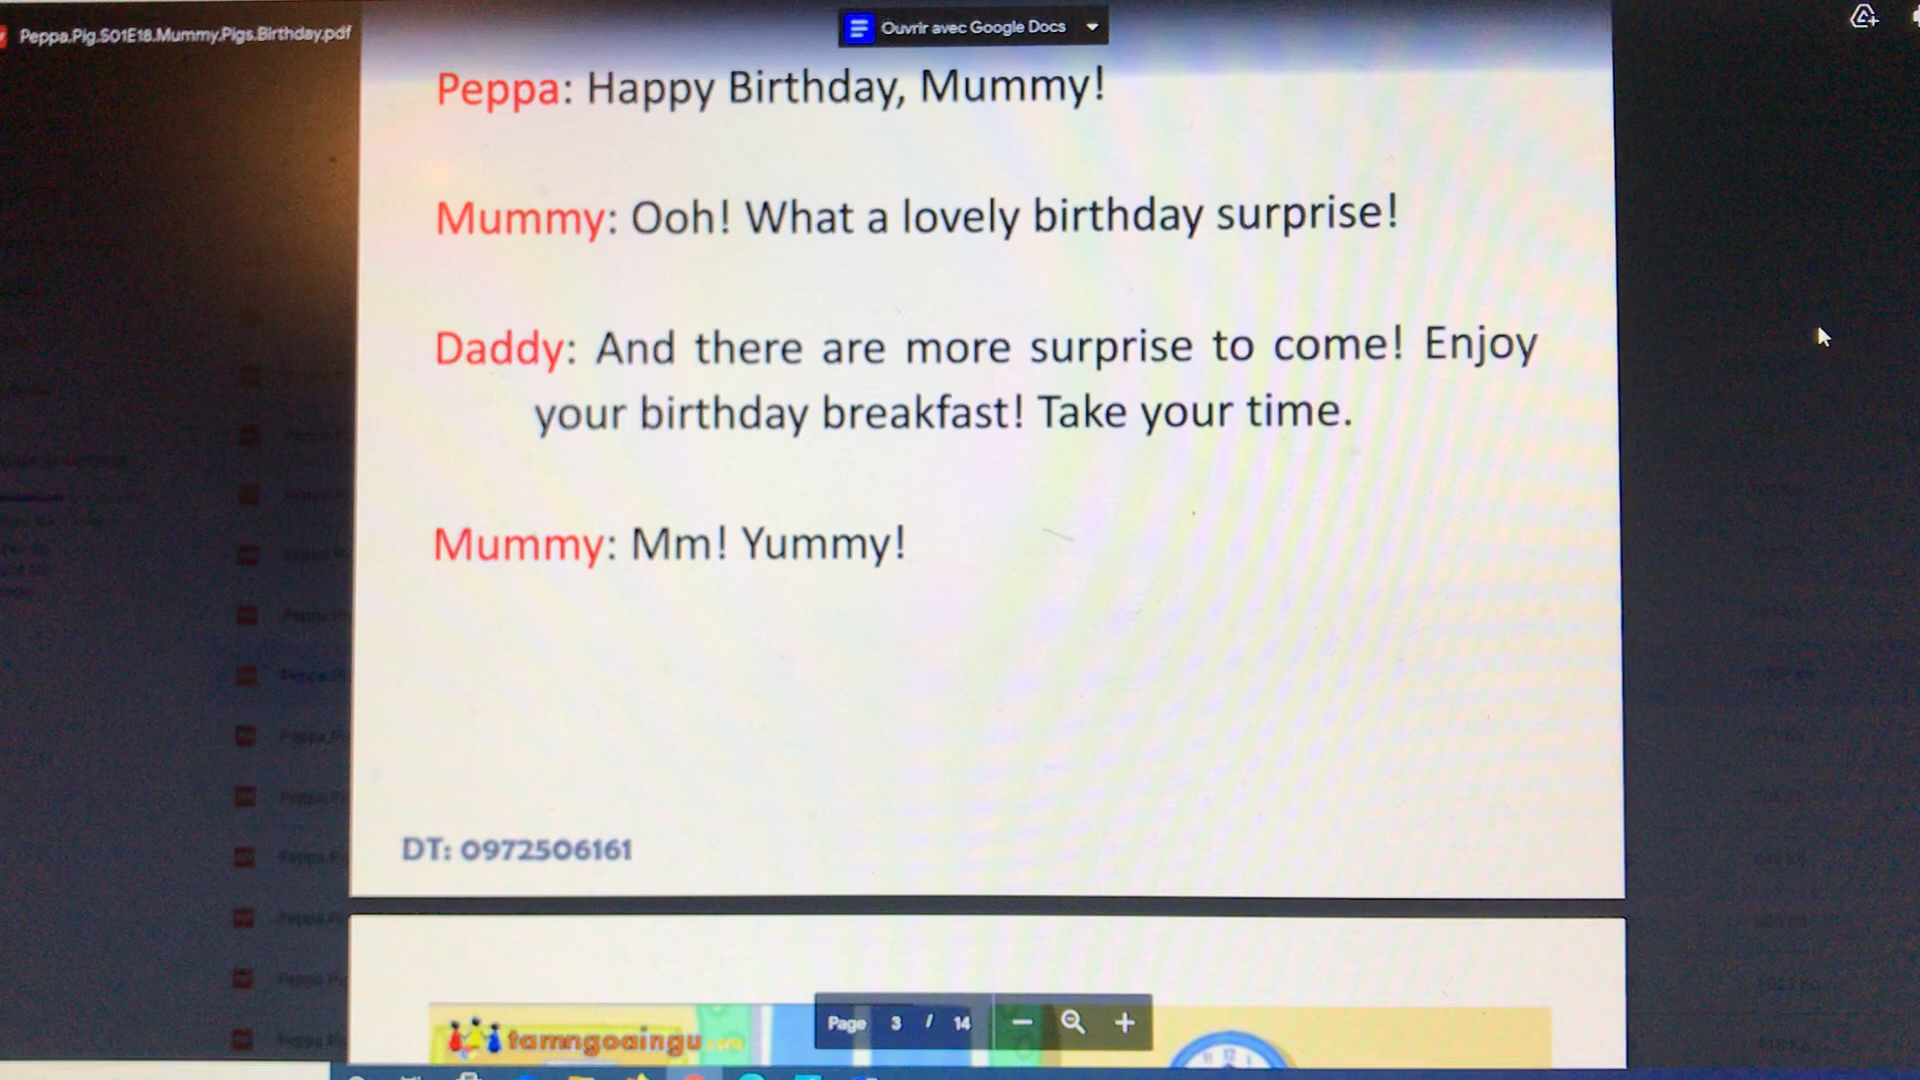 Peppa.Pig.S01E18.Mummy.Pigs.Birthday.pdf
Ouvrir avec Google Docs
Peppa: Happy Birthday, Mummy!
Mummy: Ooh! What a lovely birthday surprise!
Daddy: And there are more surprise to come! Enjoy
your birthday breakfast! Take your time.
Mummy: Mm! Yummy!
DT: 0972506161
tamngoaingu.com
Page 3 / 14
12